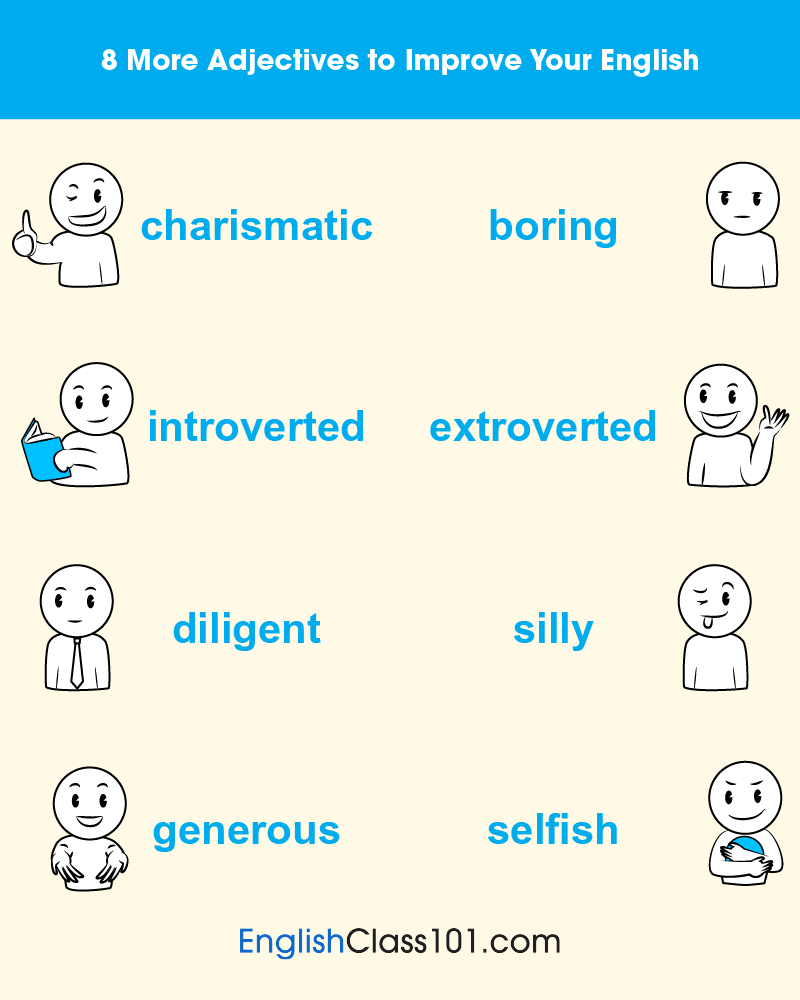 8 More Adjectives to Improve Your English
charismatic
boring
introverted
extroverted
diligent
silly
generous
selfish
EnglishClass101.com